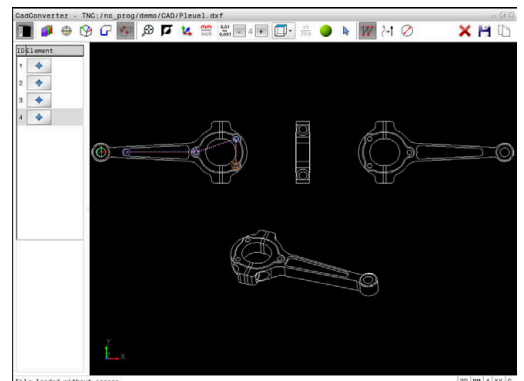 CadConverter - TNC:/nc_prog/demo/CAD/Pleuel.dxf
mm
inch
0,01
0,001
4
ID Element
1
2
3
4
Y
X
File loaded without errors